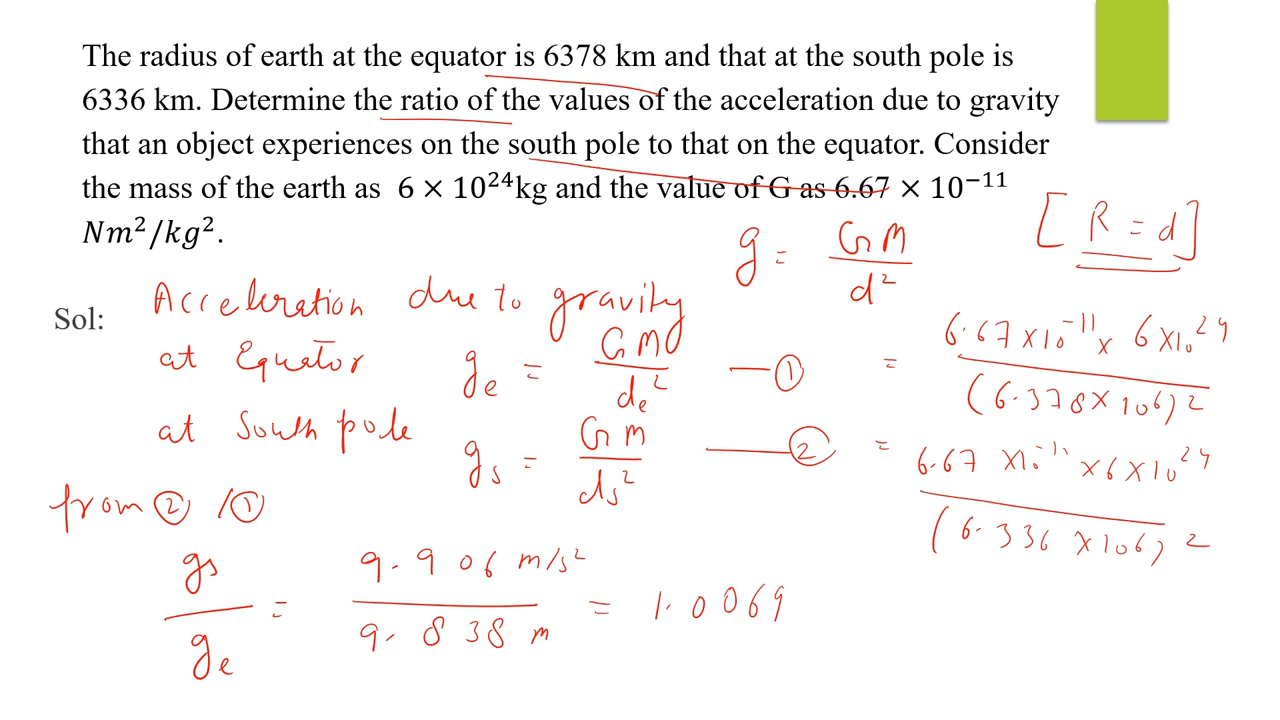 The radius of earth at the equator is 6378 km and that at the south pole is
6336 km. Determine the ratio of the values of the acceleration due to gravity
that an object experiences on the south pole to that on the equator. Consider
the mass of the earth as 6 × 10²⁴kg and the value of G as 6.67 × 10⁻¹¹
Nm²/kg².
g = GM/d² [R = d]
Sol: Acceleration due to gravity
at Equator gₑ = GM/dₑ² — ① = 6.67×10⁻¹¹ × 6×10²⁴/(6.378×10⁶)²
at South pole gₛ = GM/dₛ² — ② = 6.67×10⁻¹¹×6×10²⁴/(6.336×10⁶)²
from ② / ①
gₛ/gₑ = 9.906 m/s²/9.838 m = 1.0069